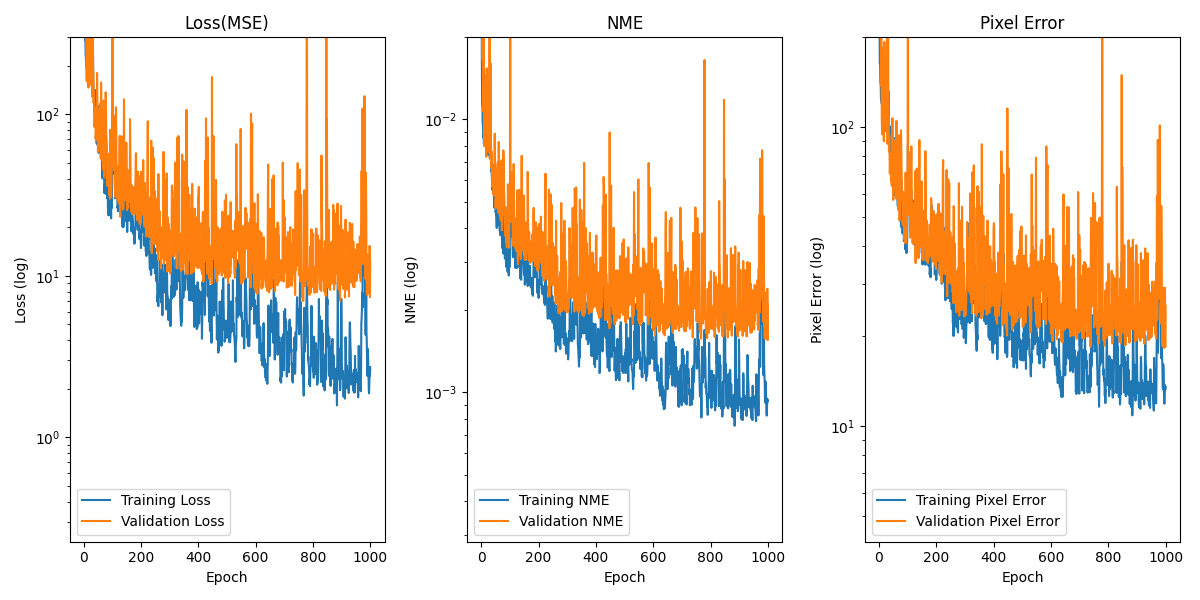 Loss(MSE)
Loss (log)
10²
10¹
10⁰
Training Loss
Validation Loss
0 200 400 600 800 1000
Epoch
NME
NME (log)
10⁻²
10⁻³
Training NME
Validation NME
0 200 400 600 800 1000
Epoch
Pixel Error
Pixel Error (log)
10²
10¹
Training Pixel Error
Validation Pixel Error
0 200 400 600 800 1000
Epoch